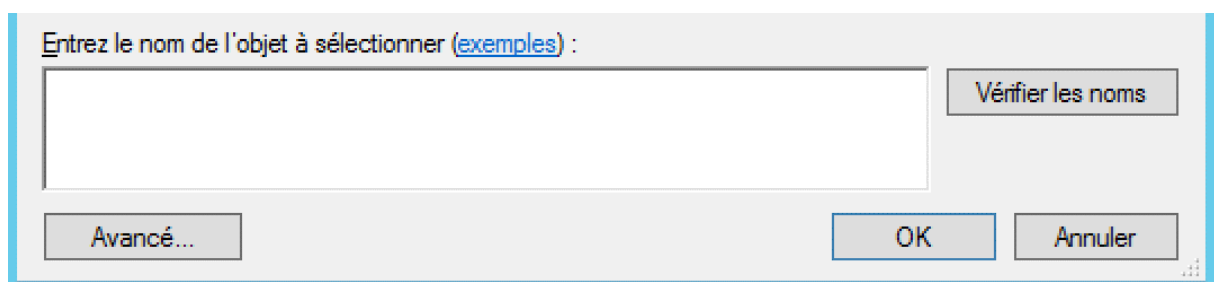 Entrez le nom de l'objet à sélectionner (exemples) :
Vérifier les noms
Avancé...
OK
Annuler